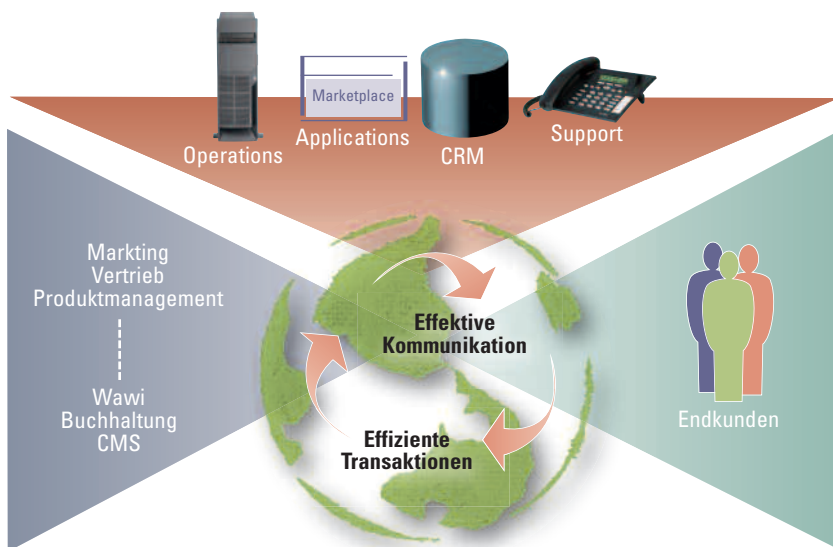 Marketplace
Operations
Applications
CRM
Support
Markting
Vertrieb
Produktmanagement
Wawi
Buchhaltung
CMS
Effektive
Kommunikation
Effiziente
Transaktionen
Endkunden